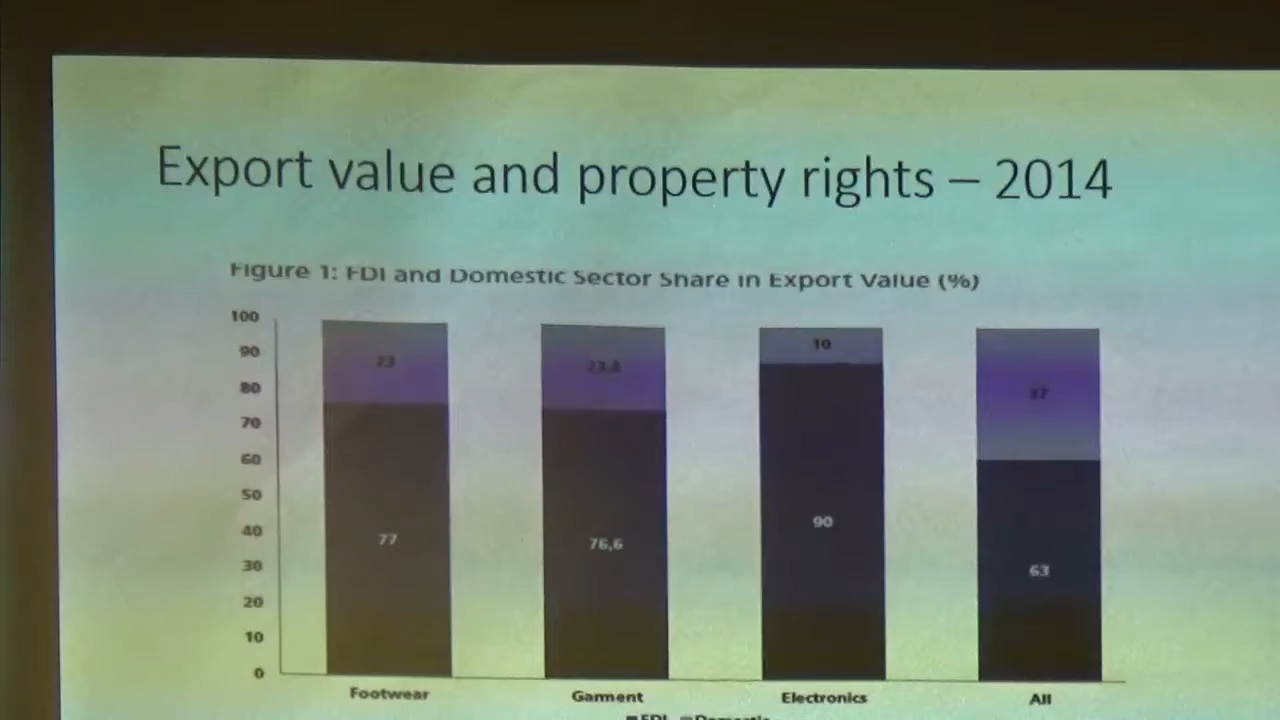 Export value and property rights – 2014
Figure 1: FDI and Domestic Sector Share in Export Value (%)
100
90
80
70
60
50
40
30
20
10
0
23
77
76,6
10
90
37
63
Footwear
Garment
Electronics
All
FDI Domestic